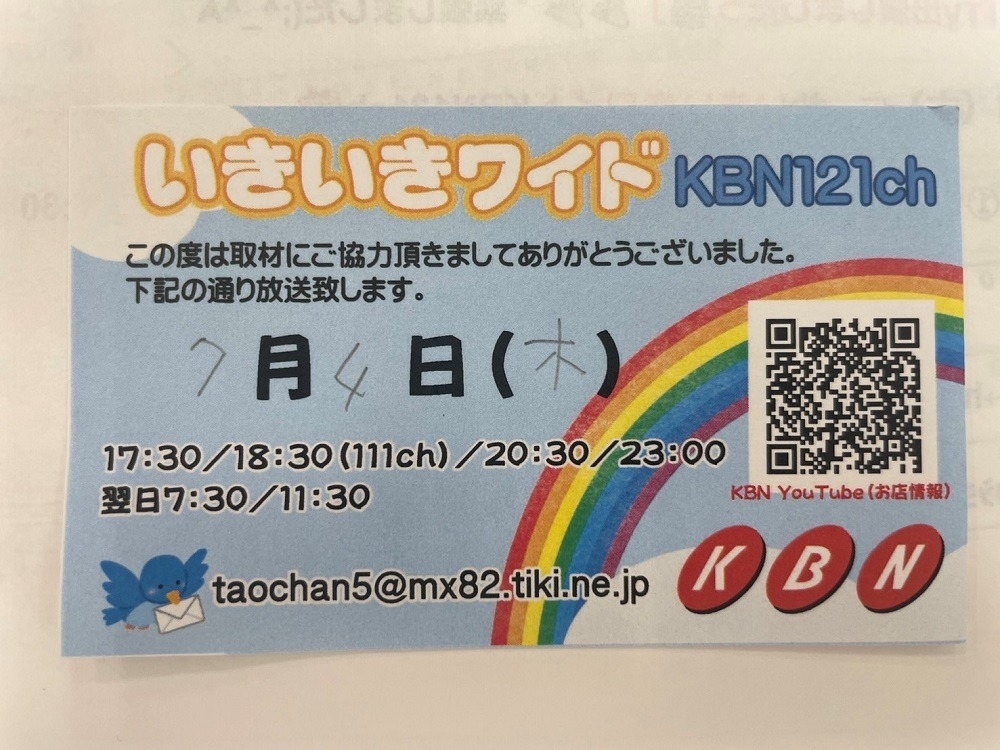 いきいきワイド KBN121ch
この度は取材にご協力頂きましてありがとうございました。
下記の通り放送致します。
7月4日(木)
17:30/18:30(111ch)/20:30/23:00
翌日7:30/11:30
KBN YouTube(お店情報)
taochan5@mx82.tiki.ne.jp
KBN